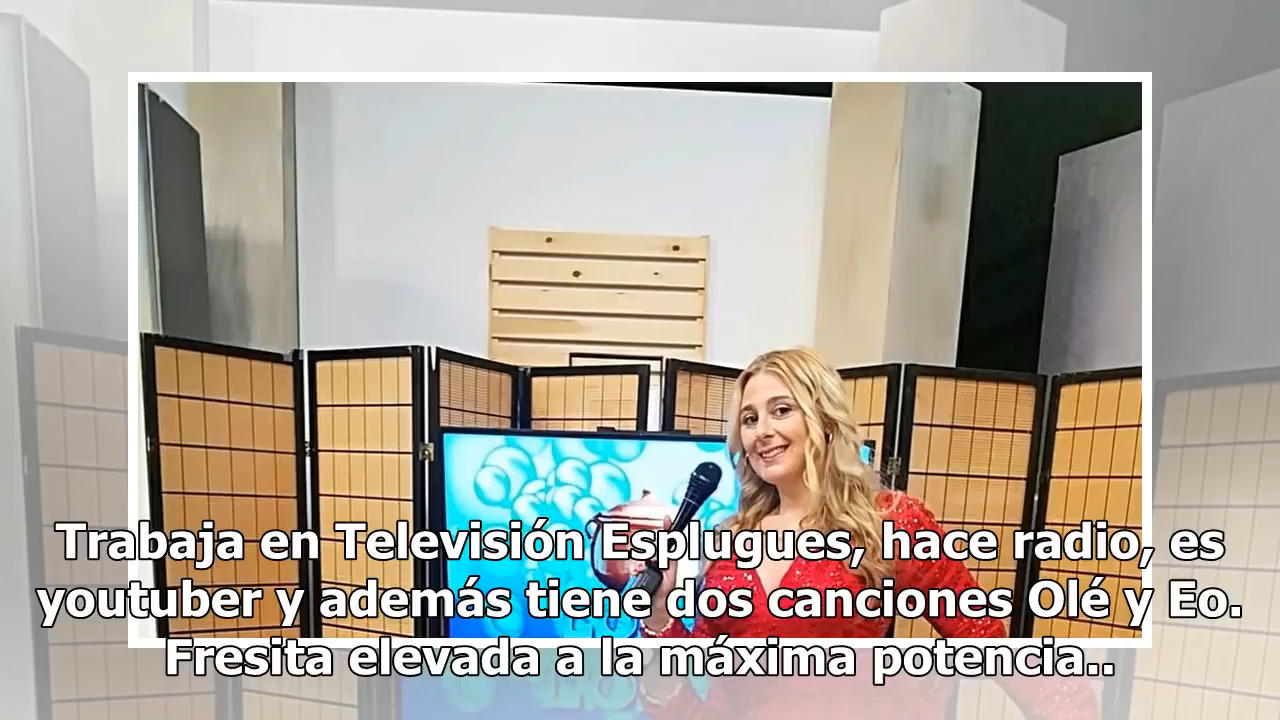 Trabaja en Televisión Esplugues, hace radio, es
youtuber y además tiene dos canciones Olé y Eo.
Fresita elevada a la máxima potencia..